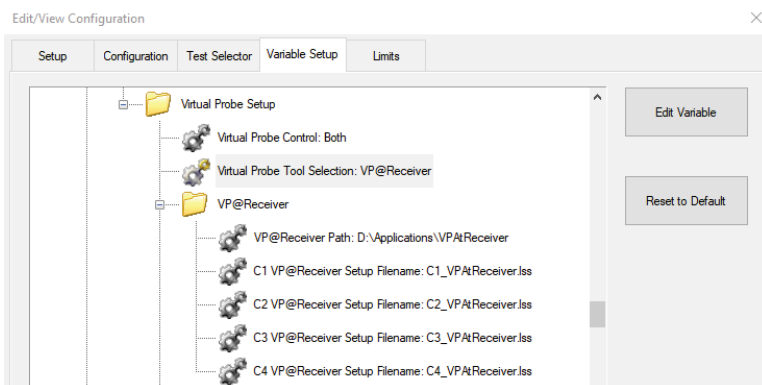 Edit/View Configuration
Setup Configuration Test Selector Variable Setup Limits
Virtual Probe Setup
Edit Variable
Virtual Probe Control: Both
Virtual Probe Tool Selection: VP@Receiver
VP@Receiver
Reset to Default
VP@Receiver Path: D:\Applications\VPAtReceiver
C1 VP@Receiver Setup Filename: C1_VPAtReceiver.lss
C2 VP@Receiver Setup Filename: C2_VPAtReceiver.lss
C3 VP@Receiver Setup Filename: C3_VPAtReceiver.lss
C4 VP@Receiver Setup Filename: C4_VPAtReceiver.lss